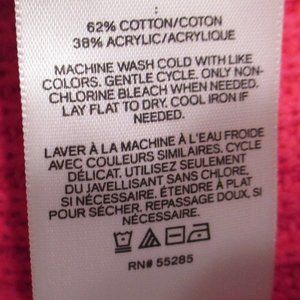 62% COTTON/COTON
38% ACRYLIC/ACRYLIQUE
MACHINE WASH COLD WITH LIKE
COLORS. GENTLE CYCLE. ONLY NON-
CHLORINE BLEACH WHEN NEEDED.
LAY FLAT TO DRY. COOL IRON IF
NEEDED.
LAVER À LA MACHINE À L'EAU FROIDE
AVEC COULEURS SIMILAIRES. CYCLE
DÉLICAT. UTILISEZ SEULEMENT
DU JAVELLISANT SANS CHLORE,
SI NÉCESSAIRE. ÉTENDRE À PLAT
POUR SÉCHER. REPASSAGE DOUX, SI
NÉCESSAIRE.
RN# 55285